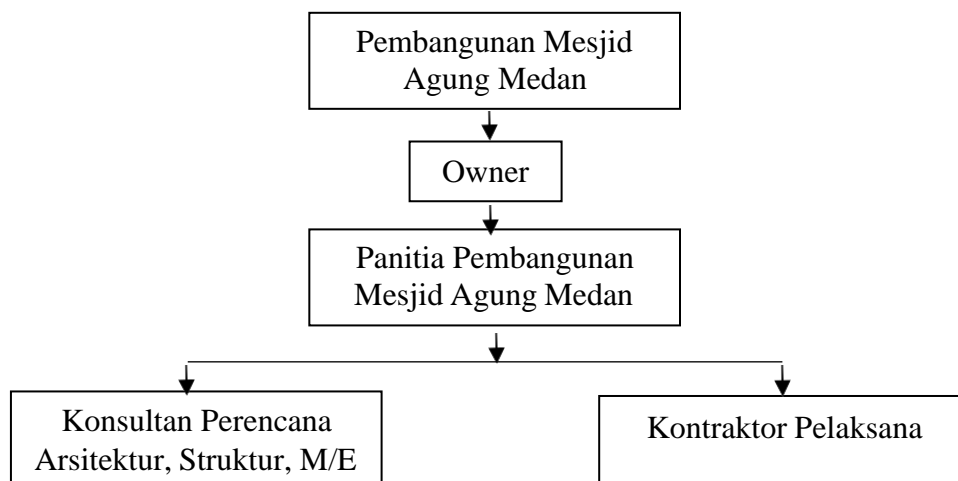 Pembangunan Mesjid
Agung Medan
Owner
Panitia Pembangunan
Mesjid Agung Medan
Konsultan Perencana
Arsitektur, Struktur, M/E
Kontraktor Pelaksana